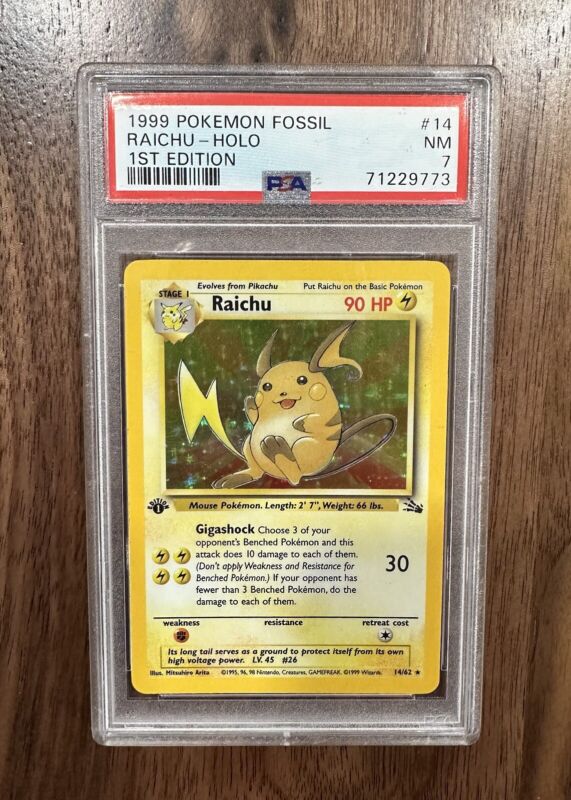 1999 POKEMON FOSSIL #14
RAICHU - HOLO NM
1ST EDITION 7
PSA 71229773
STAGE 1 Evolves from Pikachu Put Raichu on the Basic Pokémon
Raichu 90 HP
Mouse Pokémon. Length: 2' 7", Weight: 66 lbs.
EDITION 1
Gigashock Choose 3 of your
opponent's Benched Pokémon and this
attack does 10 damage to each of them.
(Don't apply Weakness and Resistance for
Benched Pokémon.) If your opponent has
fewer than 3 Benched Pokémon, do the
damage to each of them.
30
weakness resistance retreat cost
Its long tail serves as a ground to protect itself from its own
high voltage power. LV. 45 #26
Illus. Mitsuhiro Arita ©1995, 96, 98 Nintendo, Creatures, GAMEFREAK. ©1999 Wizards. 14/62 ★